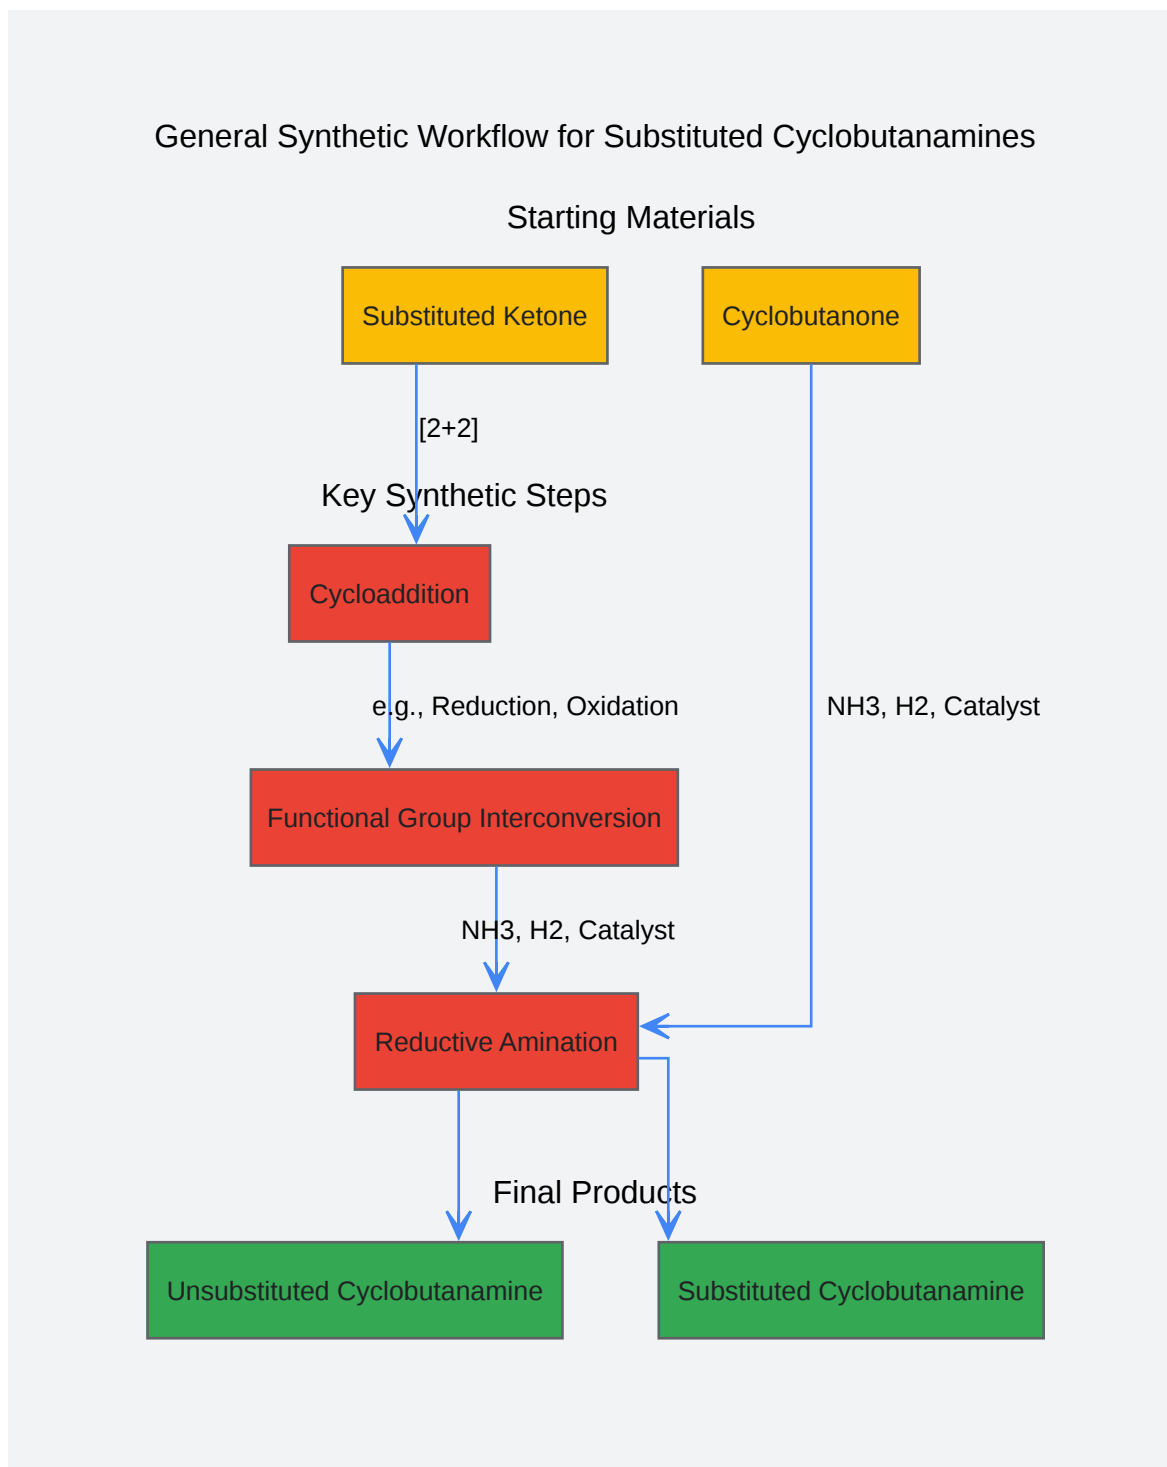 General Synthetic Workflow for Substituted Cyclobutanamines
Starting Materials
Substituted Ketone
Cyclobutanone
[2+2]
Key Synthetic Steps
Cycloaddition
e.g., Reduction, Oxidation
NH3, H2, Catalyst
Functional Group Interconversion
NH3, H2, Catalyst
Reductive Amination
Final Products
Unsubstituted Cyclobutanamine
Substituted Cyclobutanamine